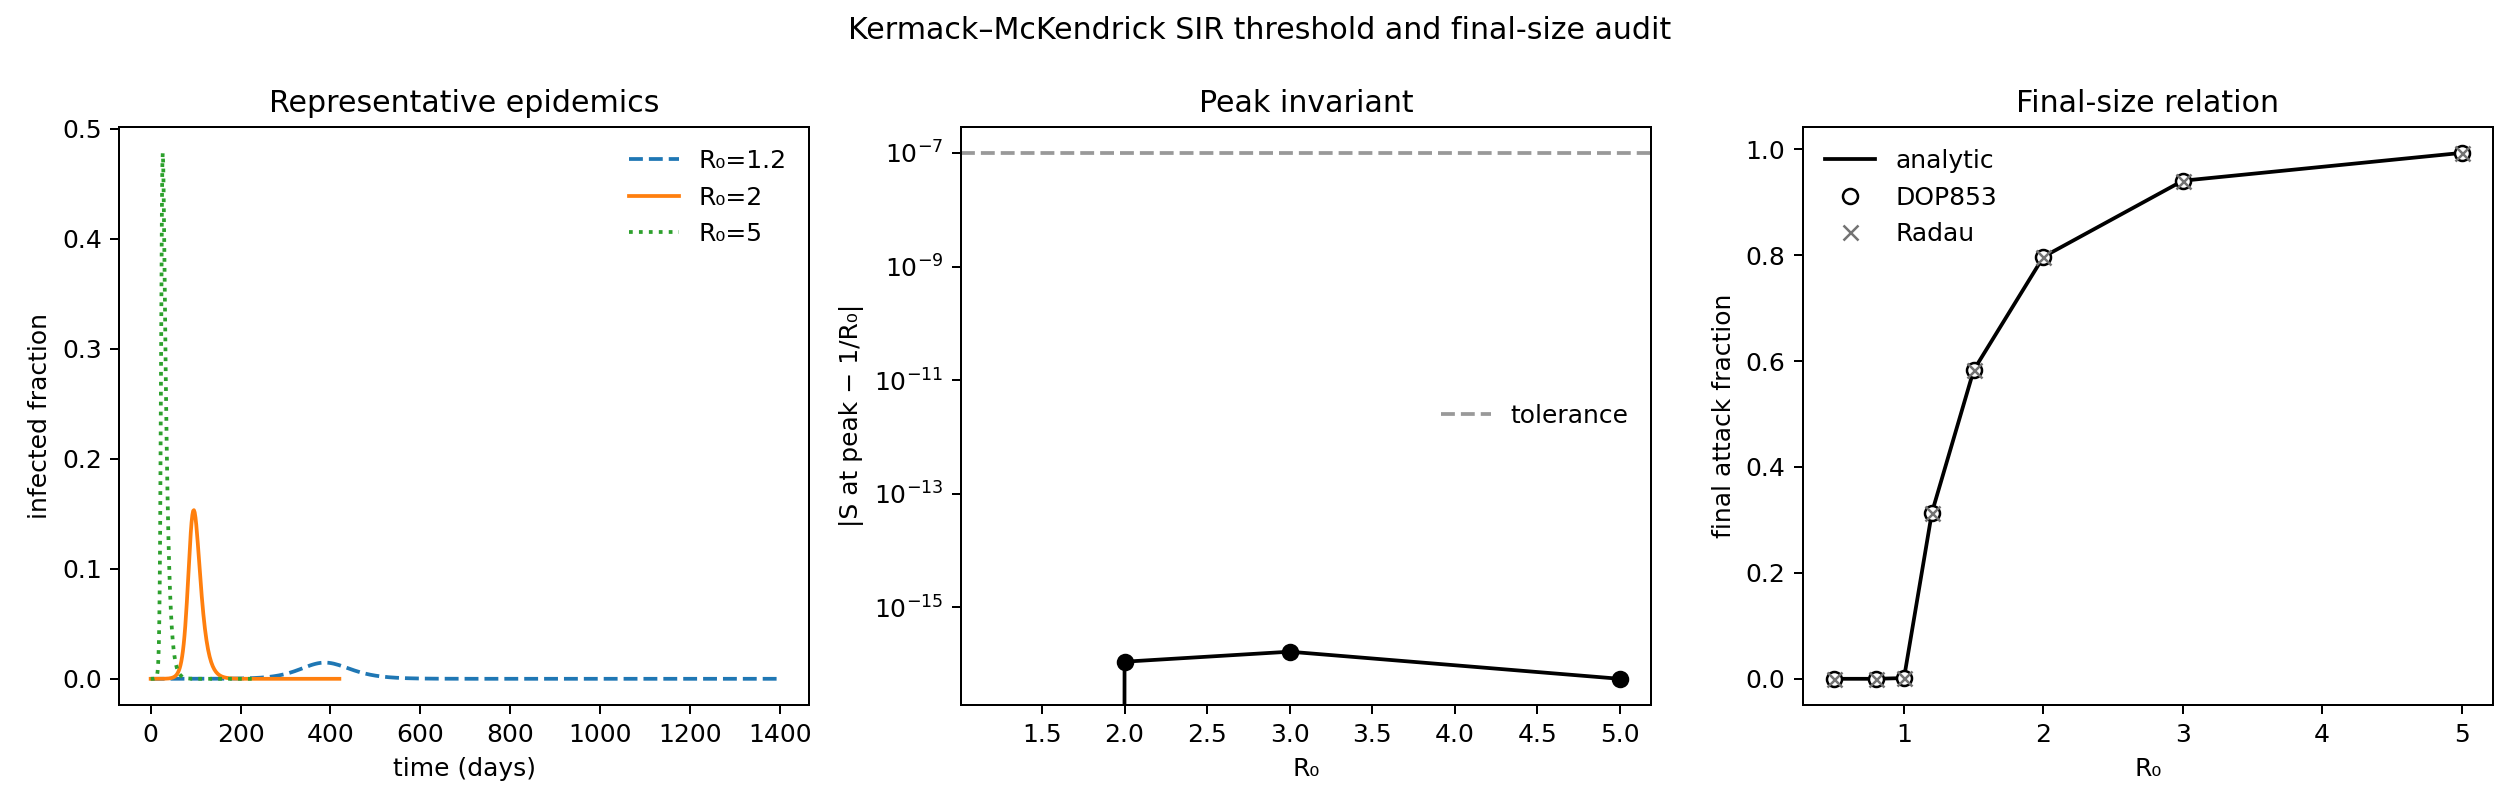 Kermack–McKendrick SIR threshold and final-size audit
Representative epidemics
infected fraction
0.5
0.4
0.3
0.2
0.1
0.0
R₀=1.2
R₀=2
R₀=5
0 200 400 600 800 1000 1200 1400
time (days)
Peak invariant
|S at peak − 1/R₀|
10⁻⁷
10⁻⁹
10⁻¹¹
10⁻¹³
10⁻¹⁵
tolerance
1.5 2.0 2.5 3.0 3.5 4.0 4.5 5.0
R₀
Final-size relation
final attack fraction
1.0
0.8
0.6
0.4
0.2
0.0
analytic
DOP853
Radau
1 2 3 4 5
R₀